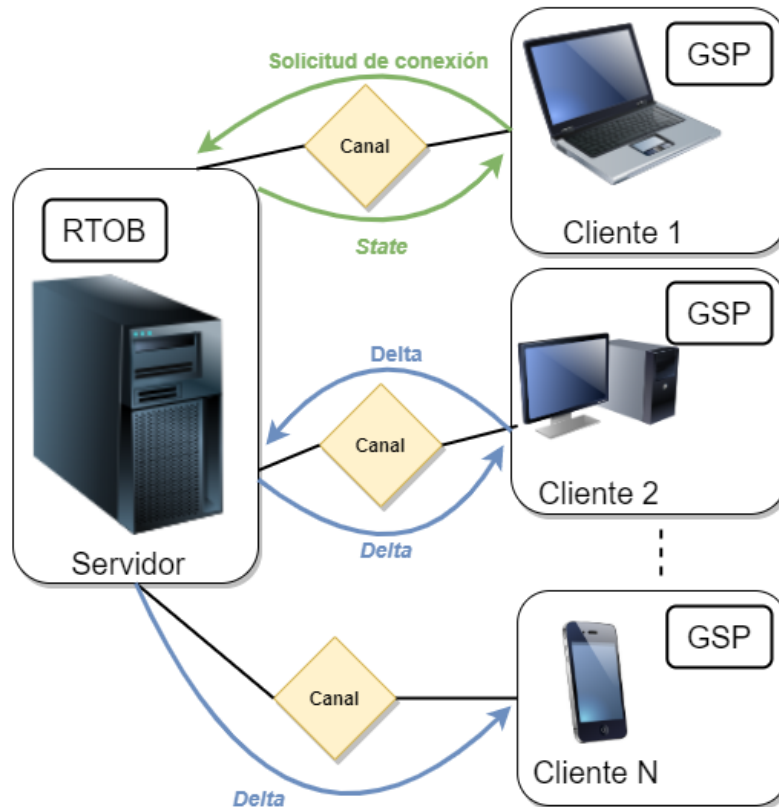 Solicitud de conexión
GSP
Canal
Cliente 1
State
RTOB
Servidor
GSP
Delta
Canal
Cliente 2
Delta
GSP
Canal
Cliente N
Delta